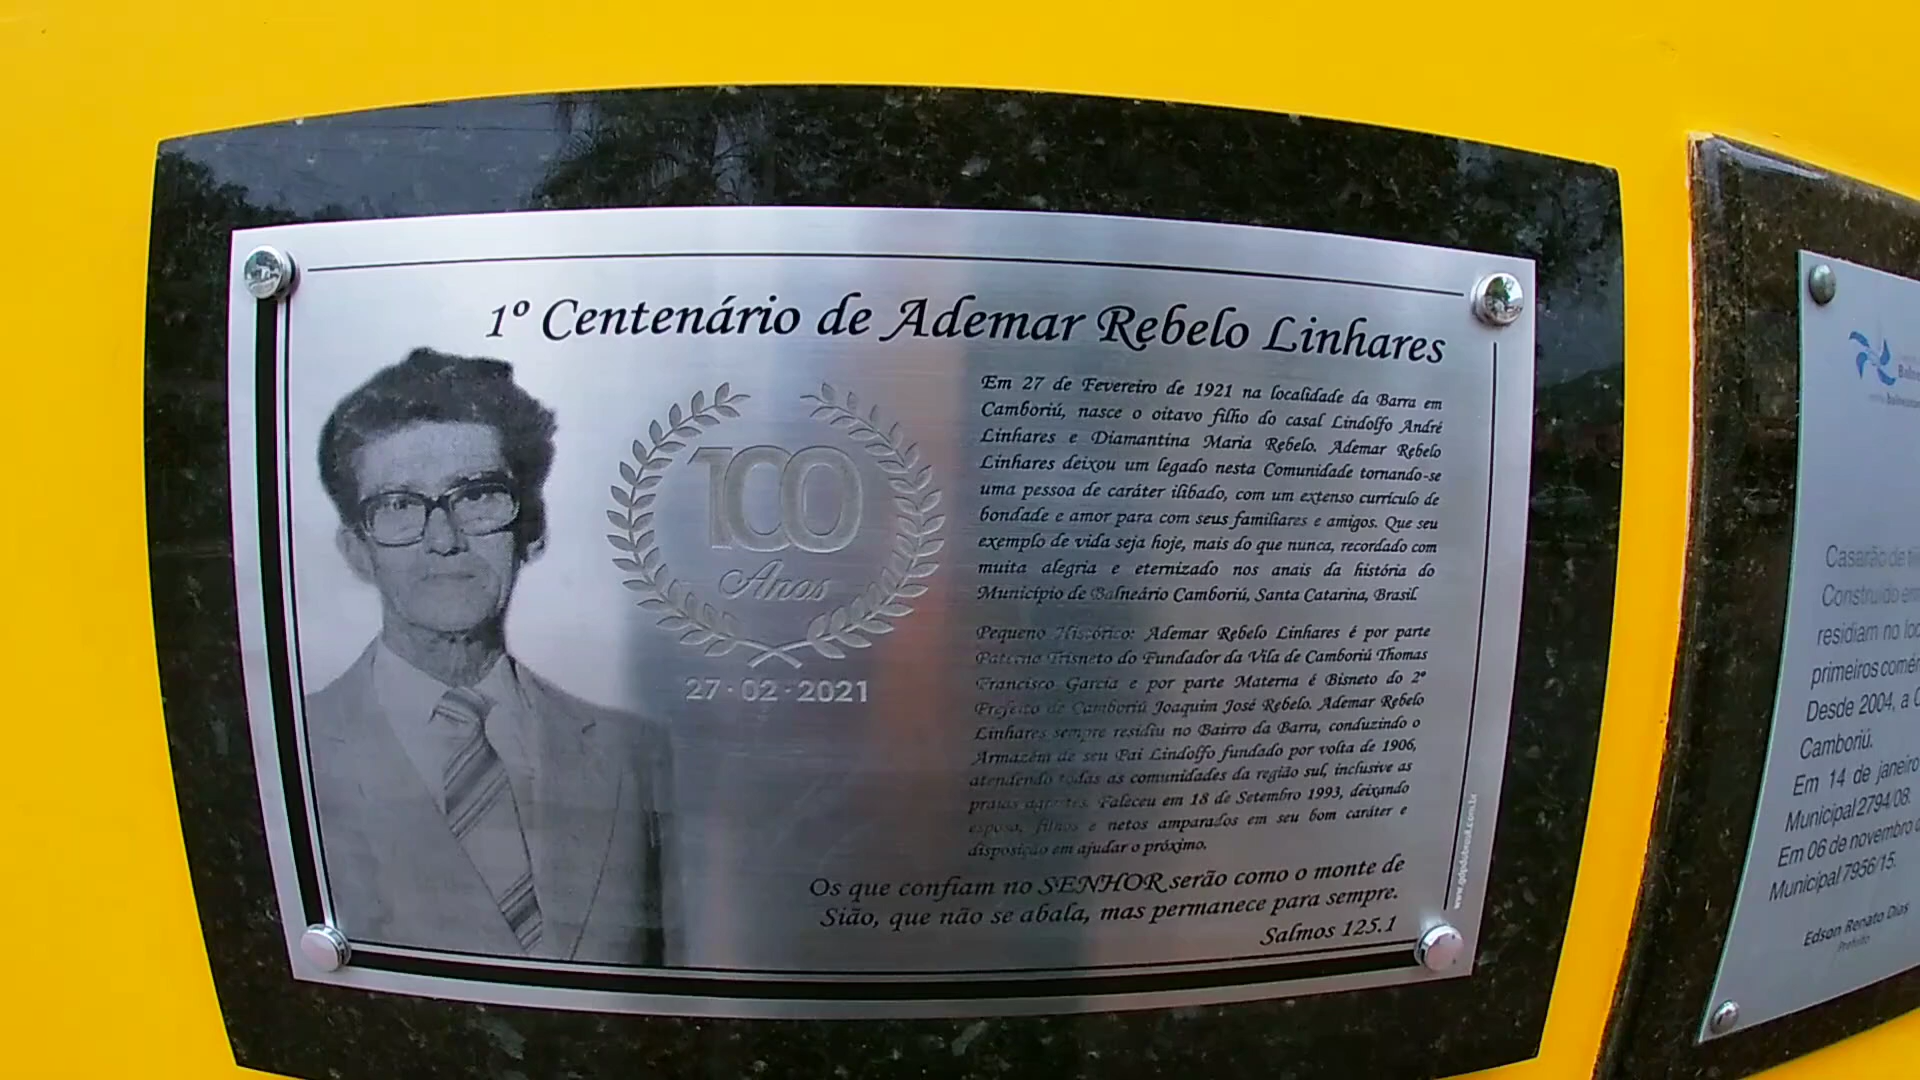 1º Centenário de Ademar Rebelo Linhares
100
Anos
27·02·2021
Em 27 de Fevereiro de 1921 na localidade da Barra em
Camboriú, nasce o oitavo filho do casal Lindolfo André
Linhares e Diamantina Maria Rebelo. Ademar Rebelo
Linhares deixou um legado nesta Comunidade tornando-se
uma pessoa de caráter ilibado, com um extenso currículo de
bondade e amor para com seus familiares e amigos. Que seu
exemplo de vida seja hoje, mais do que nunca, recordado com
muita alegria e eternizado nos anais da história do
Município de Balneário Camboriú, Santa Catarina, Brasil.
Pequeno Histórico: Ademar Rebelo Linhares é por parte
Paterno Trisneto do Fundador da Vila de Camboriú Thomas
Francisco Garcia e por parte Materna é Bisneto do 2º
Prefeito de Camboriú Joaquim José Rebelo. Ademar Rebelo
Linhares sempre residiu no Bairro da Barra, conduzindo o
Armazém de seu Pai Lindolfo fundado por volta de 1906,
atendendo todas as comunidades da região sul, inclusive as
praias agrestes. Faleceu em 18 de Setembro 1993, deixando
esposa, filhos e netos amparados em seu bom caráter e
disposição em ajudar o próximo.
Os que confiam no SENHOR serão como o monte de
Sião, que não se abala, mas permanece para sempre.
Salmos 125.1
Casarão de
Construído em
residiam no
primeiros
Desde 2004, a
Camboriú.
Em 14 de janeiro
Municipal 2794/08.
Em 06 de novembro
Municipal 7956/15.
Edson Renato Dias
Prefeito